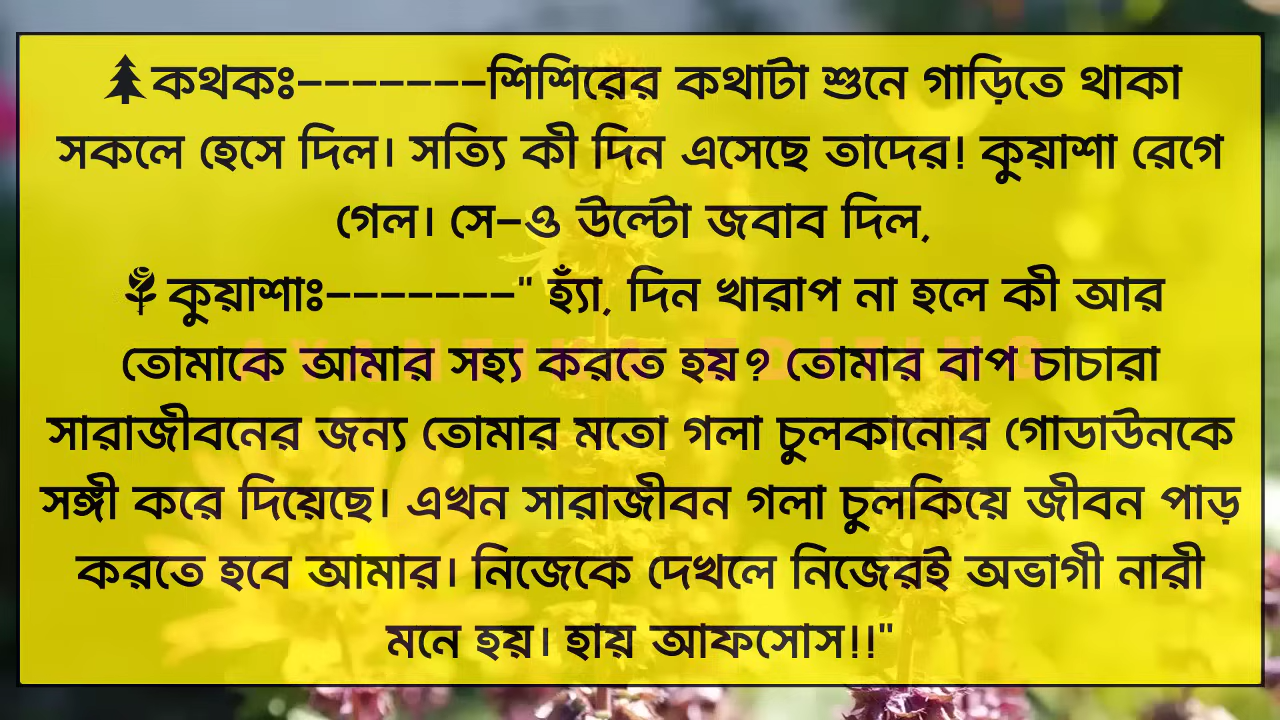 🌲কথকঃ–––––––শিশিরের কথাটা শুনে গাড়িতে থাকা
সকলে হেসে দিল। সত্যি কী দিন এসেছে তাদের! কুয়াশা রেগে
গেল। সে–ও উল্টো জবাব দিল,
⚘কুয়াশাঃ–––––––" হ্যাঁ, দিন খারাপ না হলে কী আর
তোমাকে আমার সহ্য করতে হয়? তোমার বাপ চাচারা
সারাজীবনের জন্য তোমার মতো গলা চুলকানোর গোডাউনকে
সঙ্গী করে দিয়েছে। এখন সারাজীবন গলা চুলকিয়ে জীবন পাড়
করতে হবে আমার। নিজেকে দেখলে নিজেরই অভাগী নারী
মনে হয়। হায় আফসোস!!"